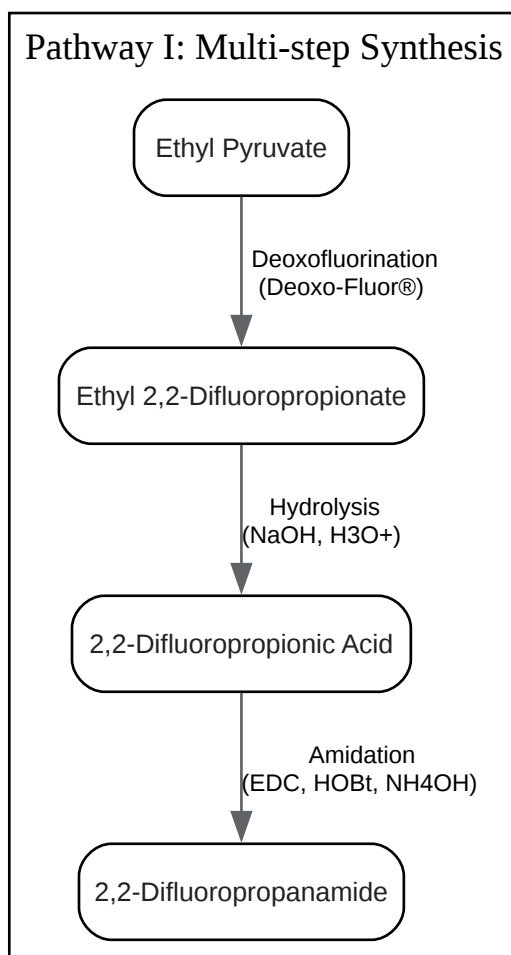 Pathway I: Multi-step Synthesis
Ethyl Pyruvate
Deoxofluorination
(Deoxo-Fluor®)
Ethyl 2,2-Difluoropropionate
Hydrolysis
(NaOH, H3O+)
2,2-Difluoropropionic Acid
Amidation
(EDC, HOBt, NH4OH)
2,2-Difluoropropanamide